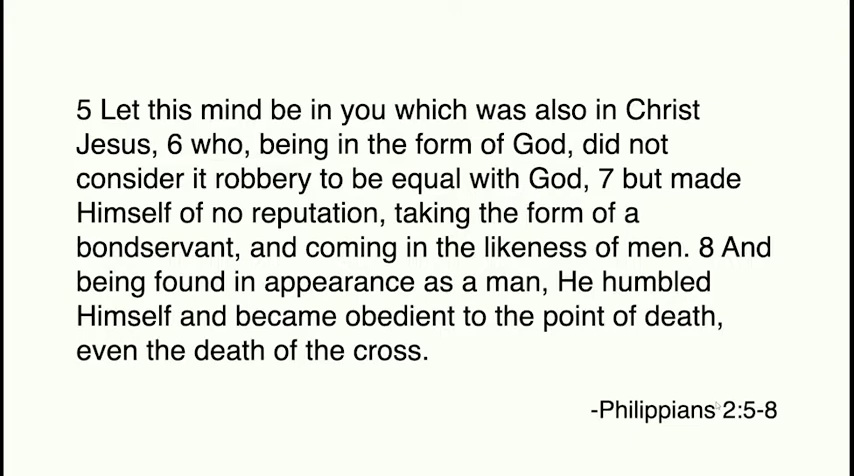 5 Let this mind be in you which was also in Christ
Jesus, 6 who, being in the form of God, did not
consider it robbery to be equal with God, 7 but made
Himself of no reputation, taking the form of a
bondservant, and coming in the likeness of men. 8 And
being found in appearance as a man, He humbled
Himself and became obedient to the point of death,
even the death of the cross.
-Philippians 2:5-8